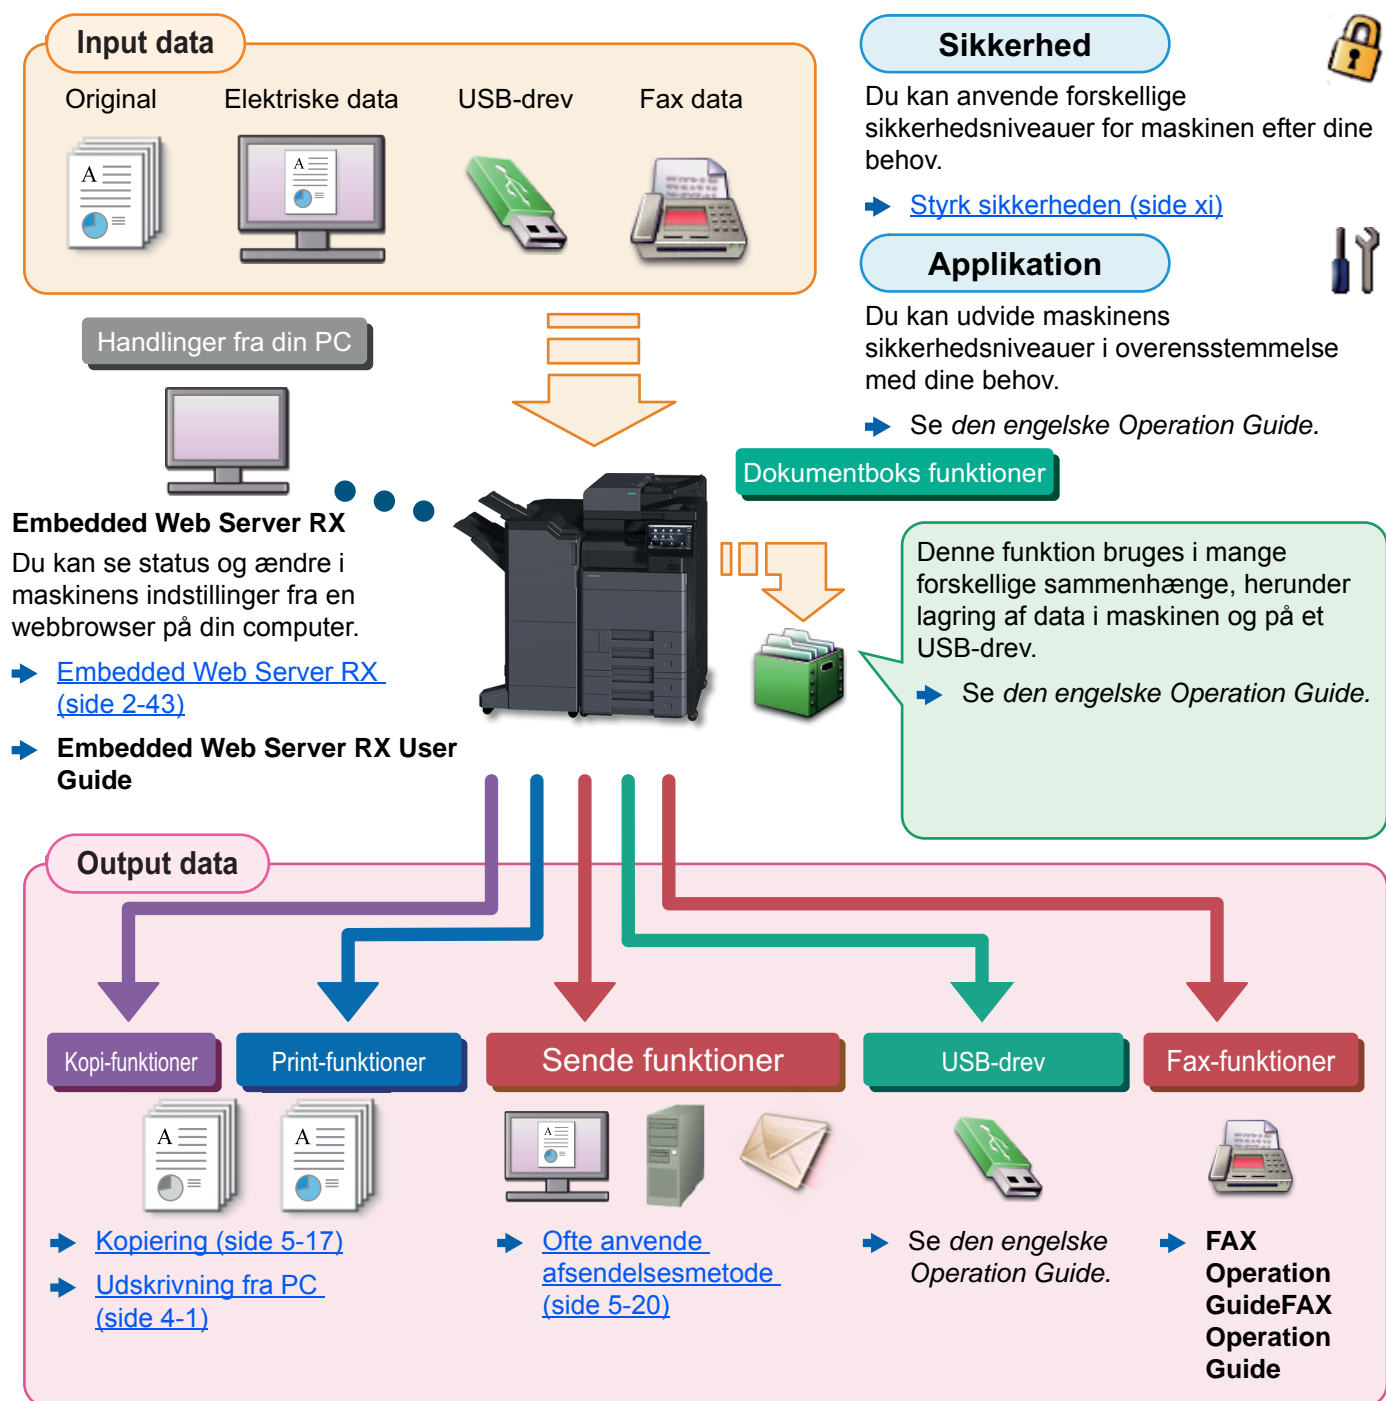 Input data
Original
Elektriske data
USB-drev
Fax data
Sikkerhed
Du kan anvende forskellige
sikkerhedsniveauer for maskinen efter dine
behov.
Styrk sikkerheden (side xi)
Applikation
Du kan udvide maskinens
sikkerhedsniveauer i overensstemmelse
med dine behov.
Se den engelske Operation Guide.
Handlinger fra din PC
Embedded Web Server RX
Du kan se status og ændre i
maskinens indstillinger fra en
webbrowser på din computer.
Embedded Web Server RX
(side 2-43)
Embedded Web Server RX User
Guide
Dokumentboks funktioner
Denne funktion bruges i mange
forskellige sammenhænge, herunder
lagring af data i maskinen og på et
USB-drev.
Se den engelske Operation Guide.
Output data
Kopi-funktioner
Print-funktioner
Sende funktioner
USB-drev
Fax-funktioner
Kopiering (side 5-17)
Udskrivning fra PC
(side 4-1)
Ofte anvende
afsendelsesmetode
(side 5-20)
Se den engelske
Operation Guide.
FAX
Operation
GuideFAX
Operation
Guide